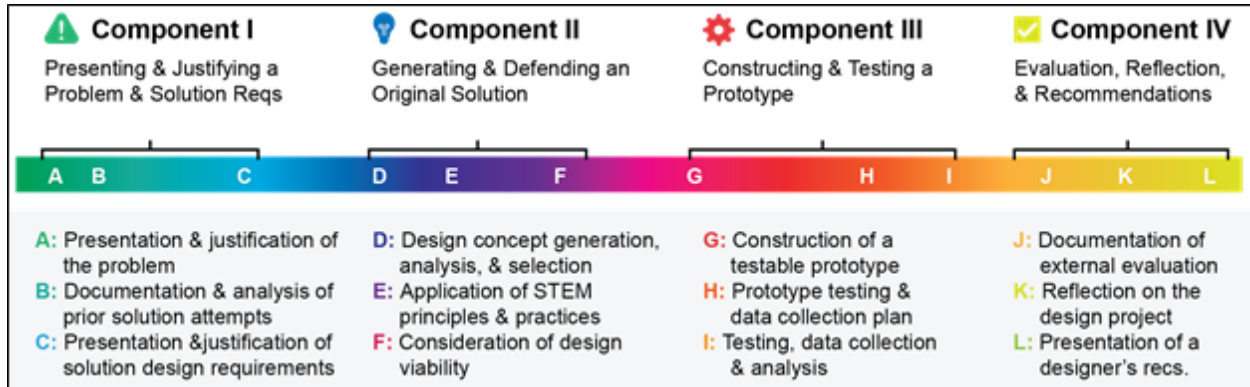 Component I
Presenting & Justifying a
Problem & Solution Reqs
Component II
Generating & Defending an
Original Solution
Component III
Constructing & Testing a
Prototype
Component IV
Evaluation, Reflection,
& Recommendations
A B C D E F G H I J K L
A: Presentation & justification of
the problem
B: Documentation & analysis of
prior solution attempts
C: Presentation &justification of
solution design requirements
D: Design concept generation,
analysis, & selection
E: Application of STEM
principles & practices
F: Consideration of design
viability
G: Construction of a
testable prototype
H: Prototype testing &
data collection plan
I: Testing, data collection
& analysis
J: Documentation of
external evaluation
K: Reflection on the
design project
L: Presentation of a
designer's recs.